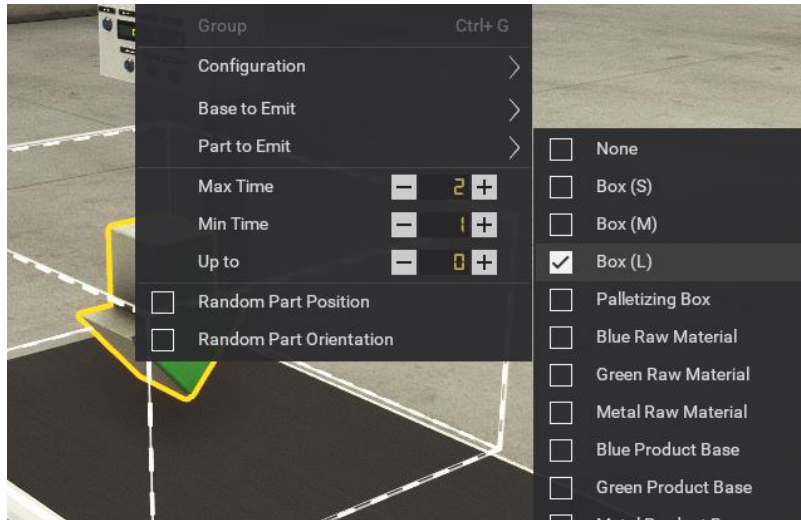 Group Ctrl+ G
Configuration
Base to Emit
Part to Emit
Max Time 2
Min Time 1
Up to 0
Random Part Position
Random Part Orientation
None
Box (S)
Box (M)
Box (L)
Palletizing Box
Blue Raw Material
Green Raw Material
Metal Raw Material
Blue Product Base
Green Product Base